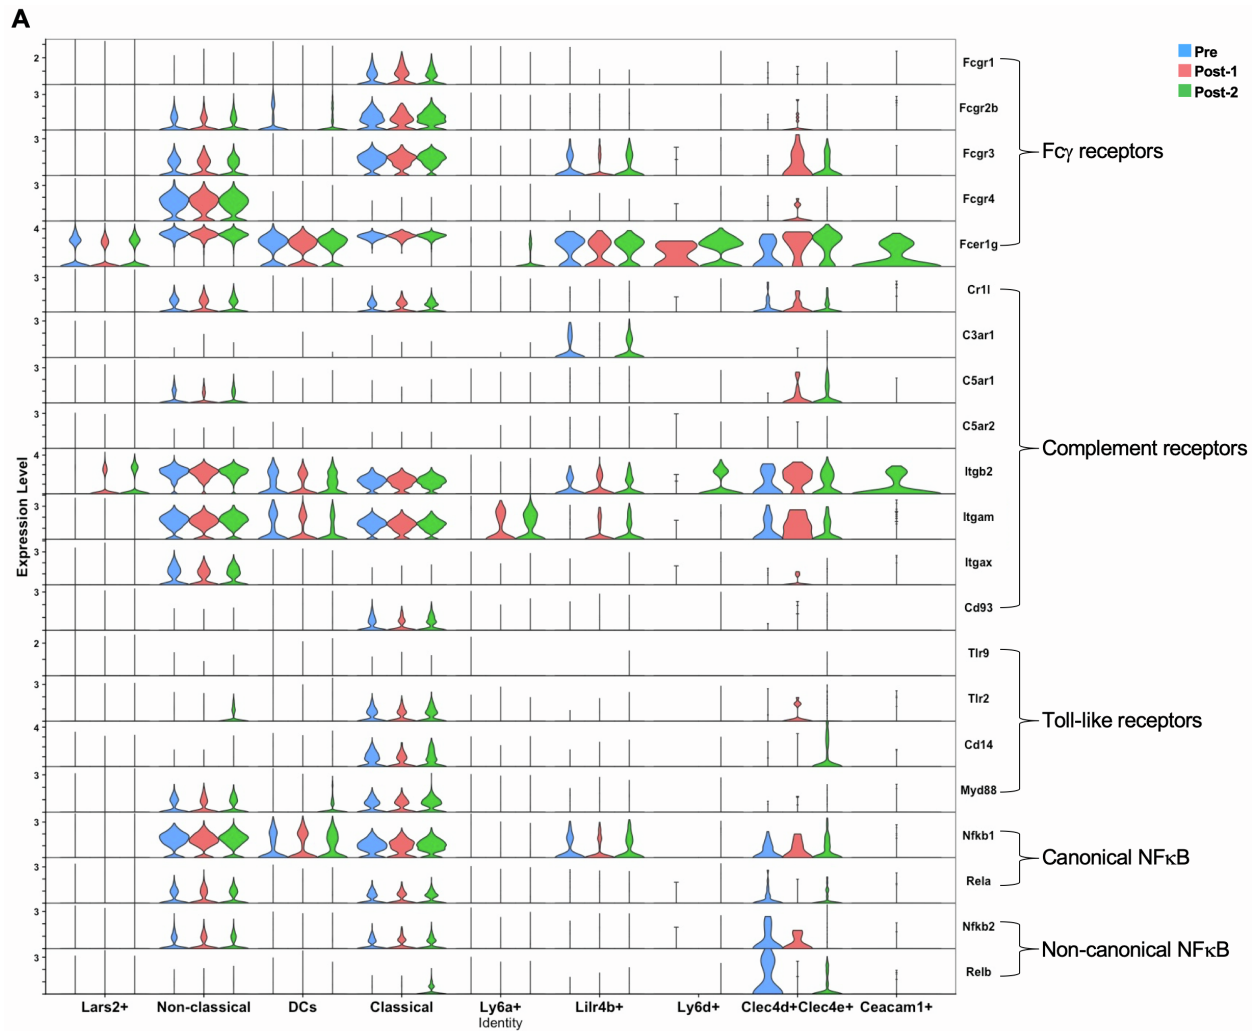 A
Pre
Post-1
Post-2
Expression Level
2
Fcgr1
3
Fcgr2b
3
Fcgr3
3
Fcgr4
4
Fcer1g
Fcγ receptors
3
Cr1l
3
C3ar1
3
C5ar1
3
C5ar2
4
Itgb2
3
Itgam
3
Itgax
3
Cd93
Complement receptors
2
Tlr9
3
Tlr2
4
Cd14
3
Myd88
Toll-like receptors
3
Nfkb1
3
Rela
Canonical NFκB
3
Nfkb2
3
Relb
Non-canonical NFκB
Lars2+ Non-classical DCs Classical Ly6a+ Lilr4b+ Ly6d+ Clec4d+Clec4e+ Ceacam1+
Identity